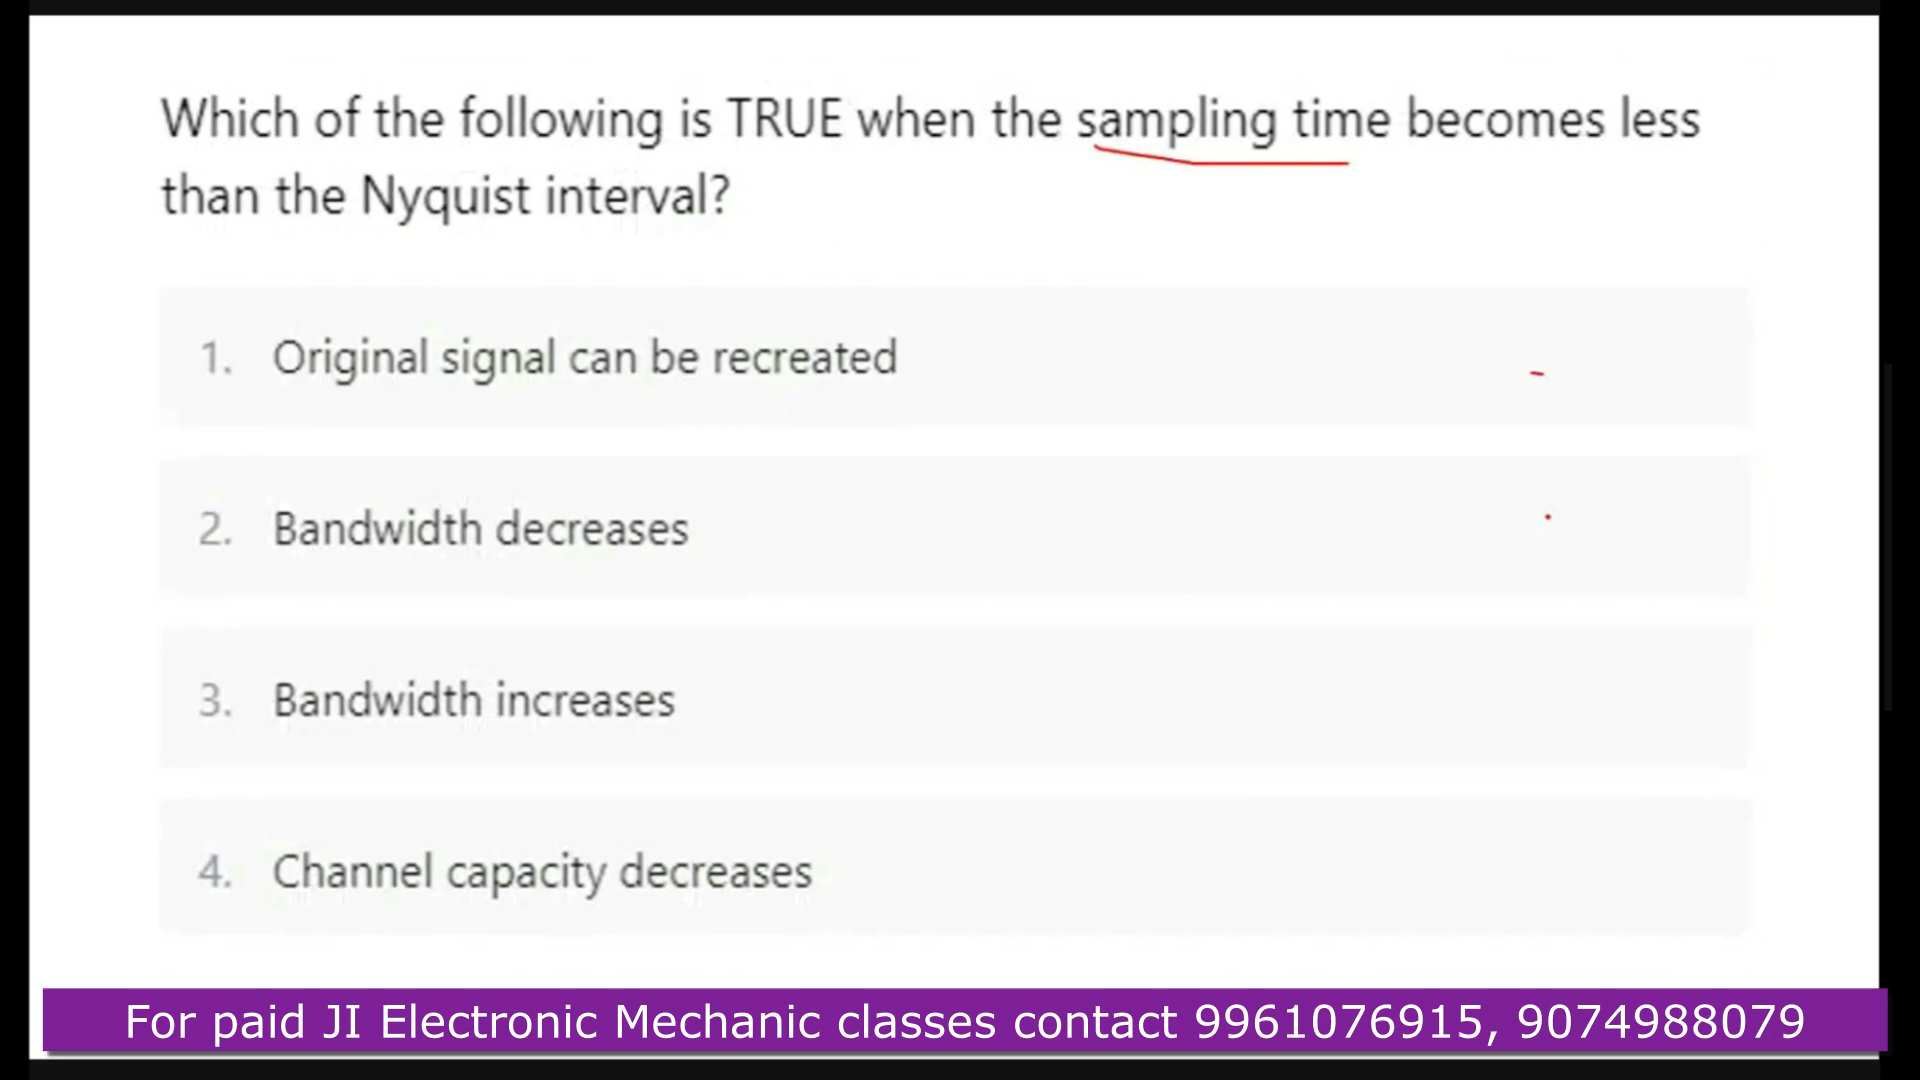 Which of the following is TRUE when the sampling time becomes less
than the Nyquist interval?
1. Original signal can be recreated
2. Bandwidth decreases
3. Bandwidth increases
4. Channel capacity decreases
For paid JI Electronic Mechanic classes contact 9961076915, 9074988079